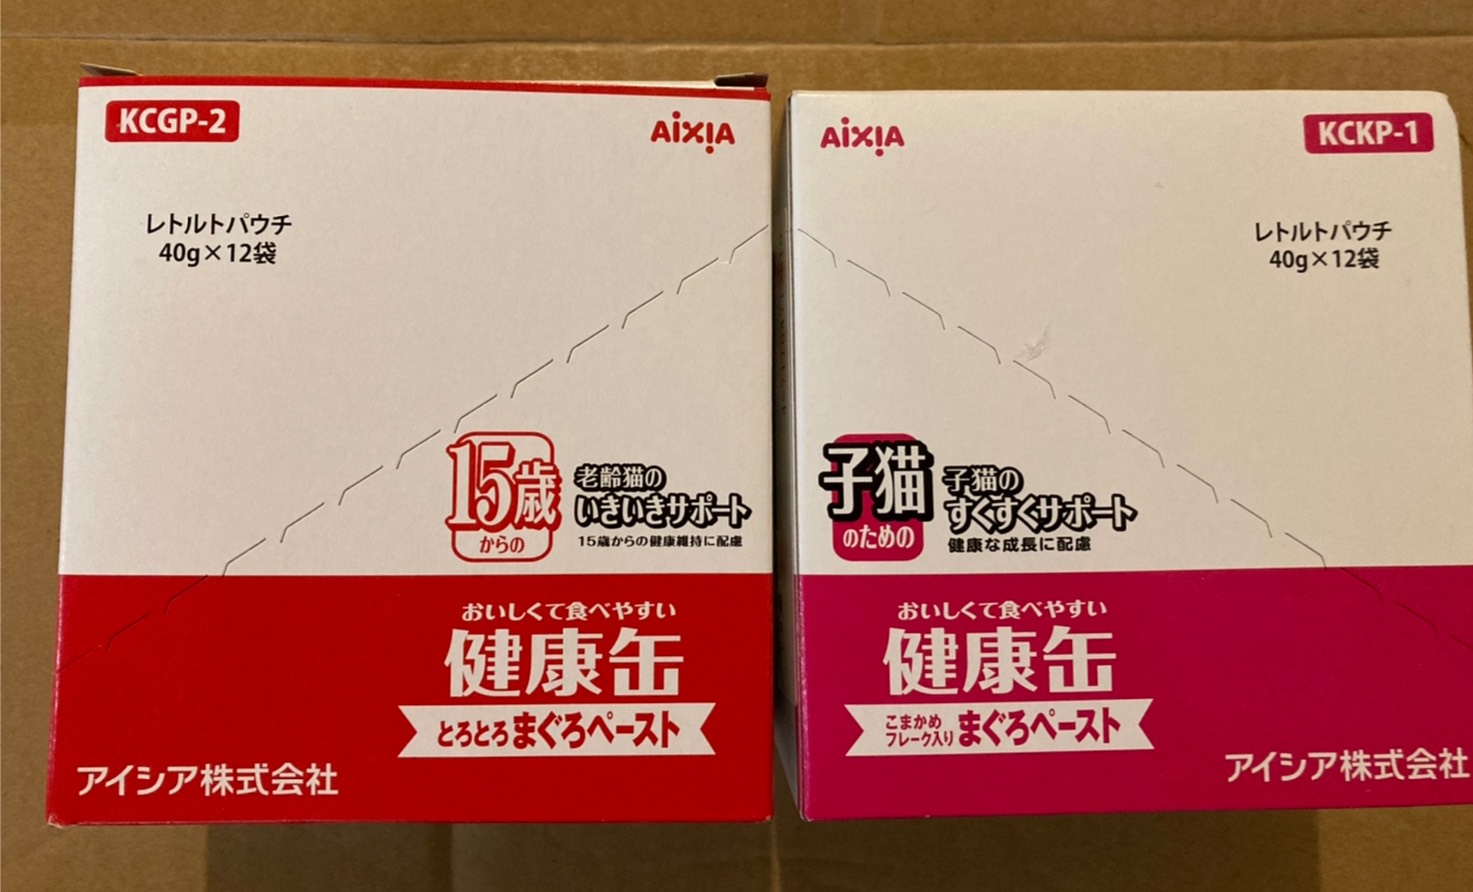 KCGP-2
AIXIA
レトルトパウチ
40g×12袋
15歳
からの
老齢猫の
いきいきサポート
15歳からの健康維持に配慮
おいしくて食べやすい
健康缶
とろとろまぐろペースト
アイシア株式会社
AIXIA
KCKP-1
レトルトパウチ
40g×12袋
子猫
のための
子猫の
すくすくサポート
健康な成長に配慮
おいしくて食べやすい
健康缶
こまかめ
フレーク入り
まぐろペースト
アイシア株式会社